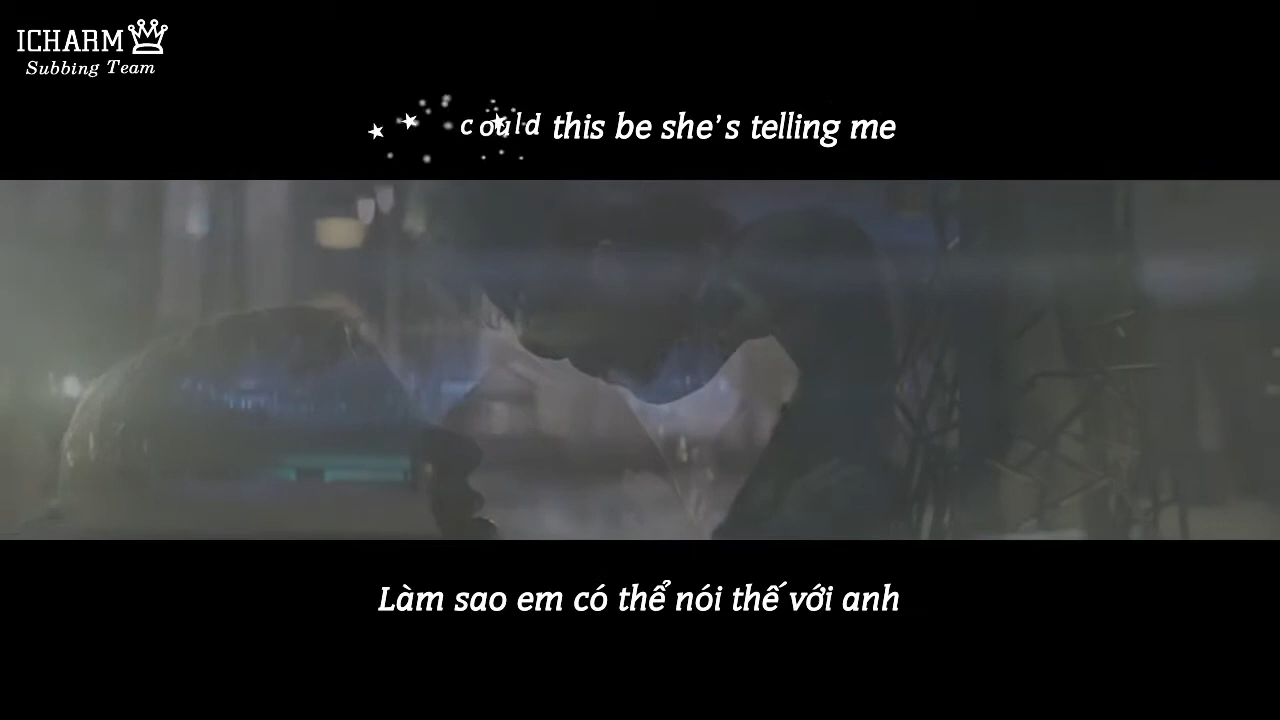 ICHARM
Subbing Team
could this be she's telling me
Làm sao em có thể nói thế với anh